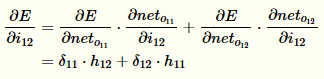 ∂E/∂i₁₂ = ∂E/∂net_{o₁₁} · ∂net_{o₁₁}/∂i₁₂ + ∂E/∂net_{o₁₂} · ∂net_{o₁₂}/∂i₁₂
= δ₁₁ · h₁₂ + δ₁₂ · h₁₁